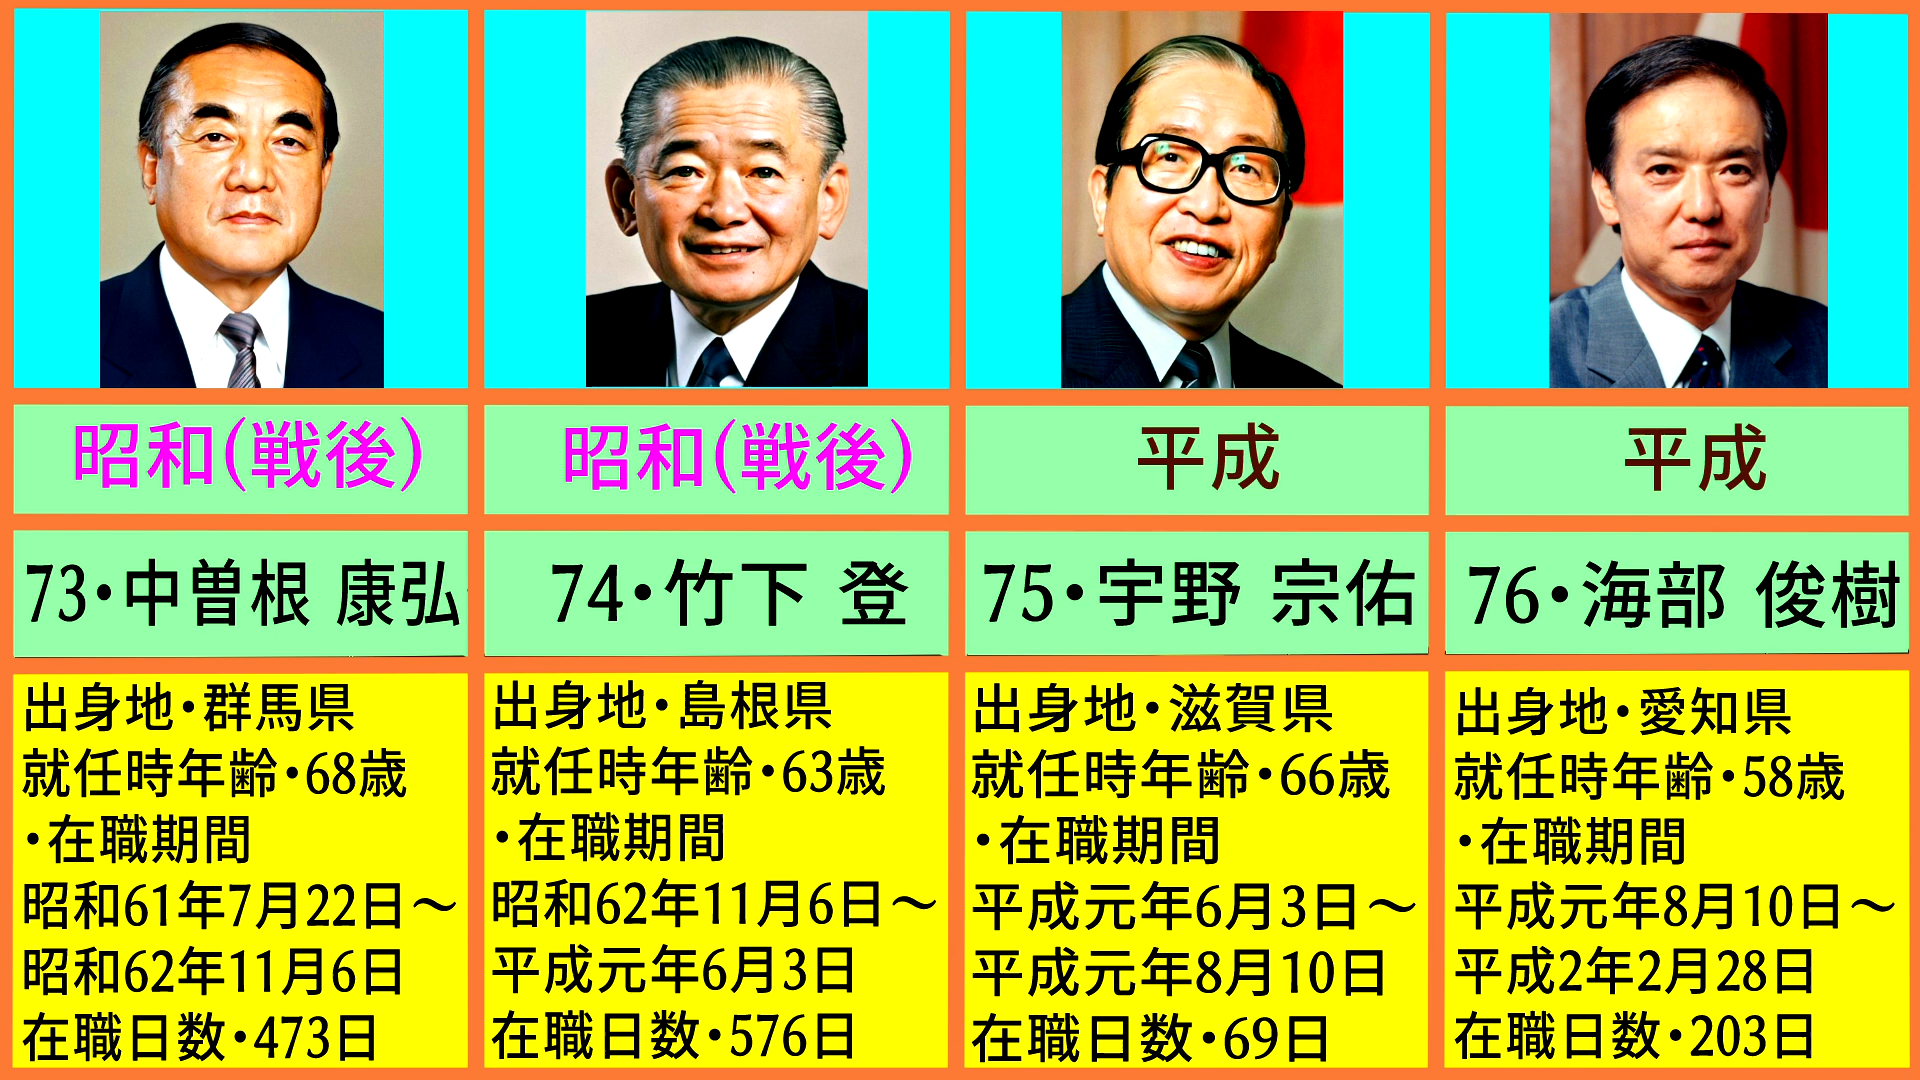 昭和(戦後)
73・中曽根 康弘
出身地・群馬県
就任時年齢・68歳
・在職期間
昭和61年7月22日～
昭和62年11月6日
在職日数・473日
昭和(戦後)
74・竹下 登
出身地・島根県
就任時年齢・63歳
・在職期間
昭和62年11月6日～
平成元年6月3日
在職日数・576日
平成
75・宇野 宗佑
出身地・滋賀県
就任時年齢・66歳
・在職期間
平成元年6月3日～
平成元年8月10日
在職日数・69日
平成
76・海部 俊樹
出身地・愛知県
就任時年齢・58歳
・在職期間
平成元年8月10日～
平成2年2月28日
在職日数・203日